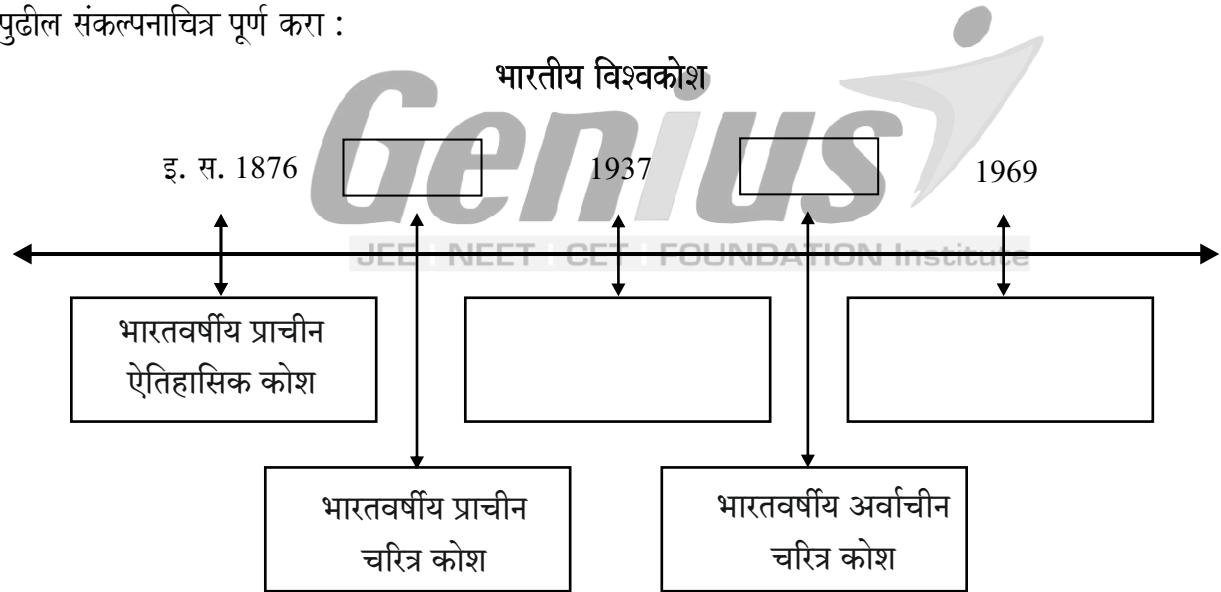 पुढील संकल्पनाचित्र पूर्ण करा :
भारतीय विश्वकोश
Genius
इ. स. 1876
1937
1969
JEE | NEET | CET | FOUNDATION Institute
भारतवर्षीय प्राचीन
ऐतिहासिक कोश
भारतवर्षीय प्राचीन
चरित्र कोश
भारतवर्षीय अर्वाचीन
चरित्र कोश